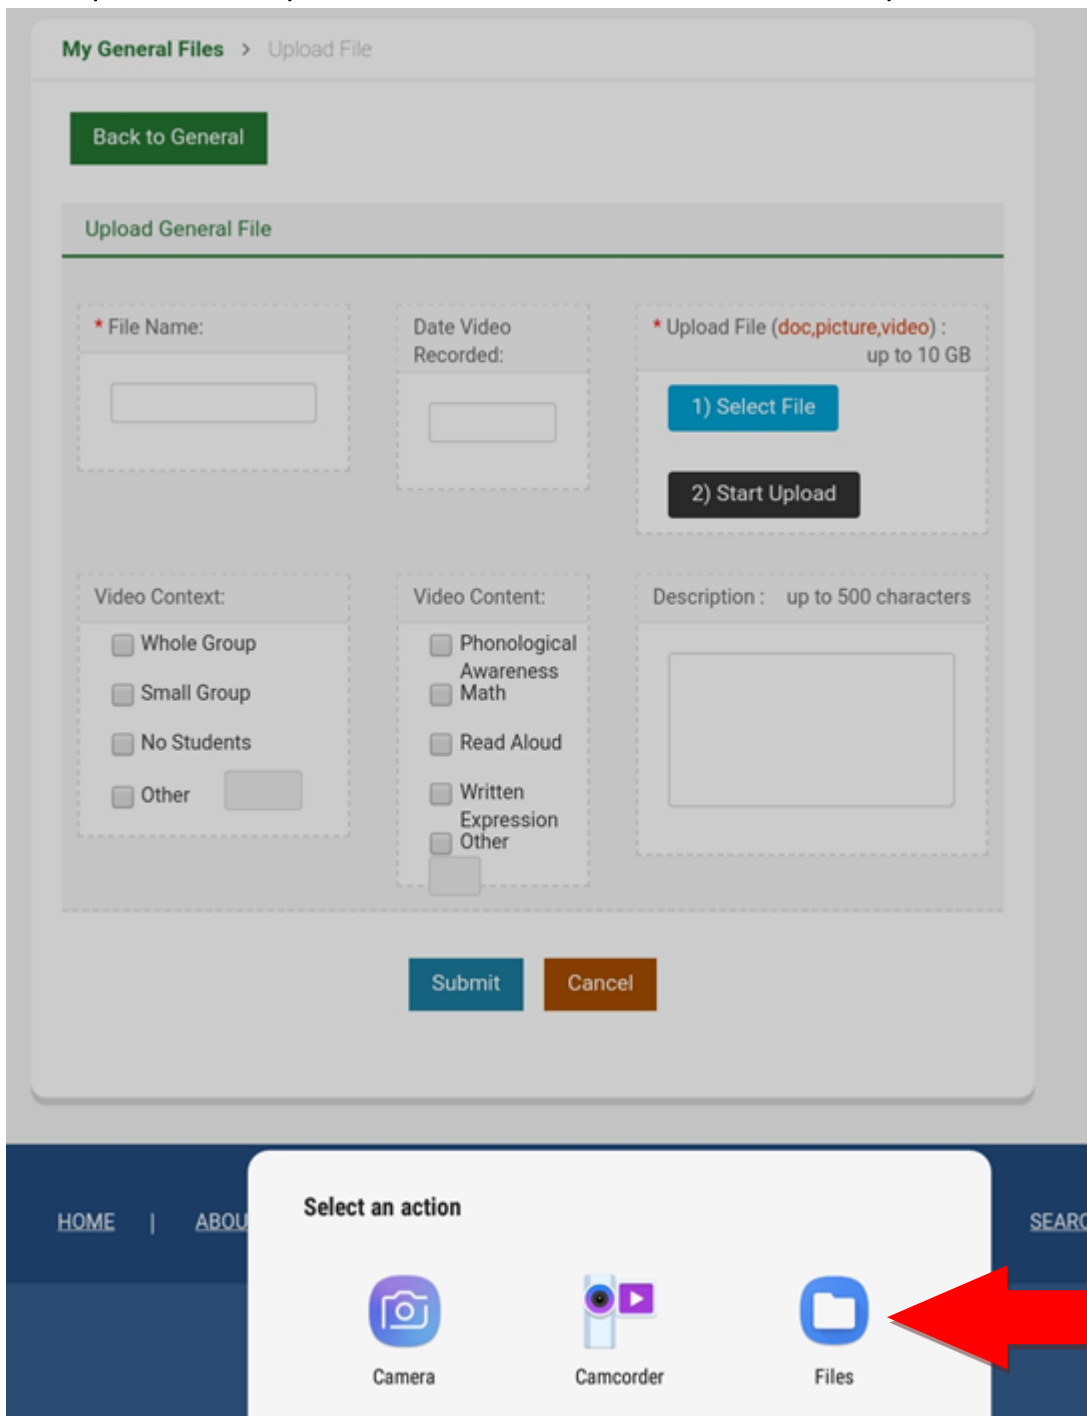 My General Files > Upload File
Back to General
Upload General File
* File Name:
Date Video
Recorded:
* Upload File (doc,picture,video) :
up to 10 GB
1) Select File
2) Start Upload
Video Context:
Whole Group
Small Group
No Students
Other
Video Content:
Phonological
Awareness
Math
Read Aloud
Written
Expression
Other
Description : up to 500 characters
Submit Cancel
HOME | ABOU
SEARC
Select an action
Camera Camcorder Files